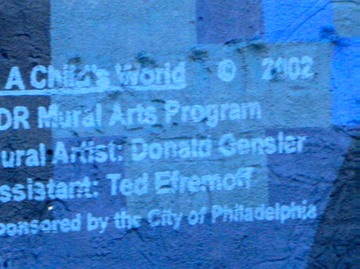 A Child's World © 2002
DR Mural Arts Program
ural Artist: Donald Gensler
ssistant: Ted Efremoff
ponsored by the City of Philadelphia